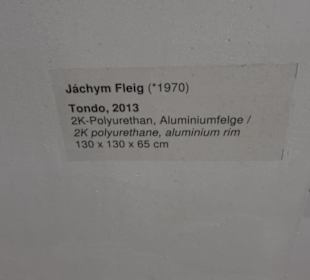 Jáchym Fleig (*1970)
Tondo, 2013
2K-Polyurethan, Aluminiumfelge /
2K polyurethane, aluminium rim
130 x 130 x 65 cm